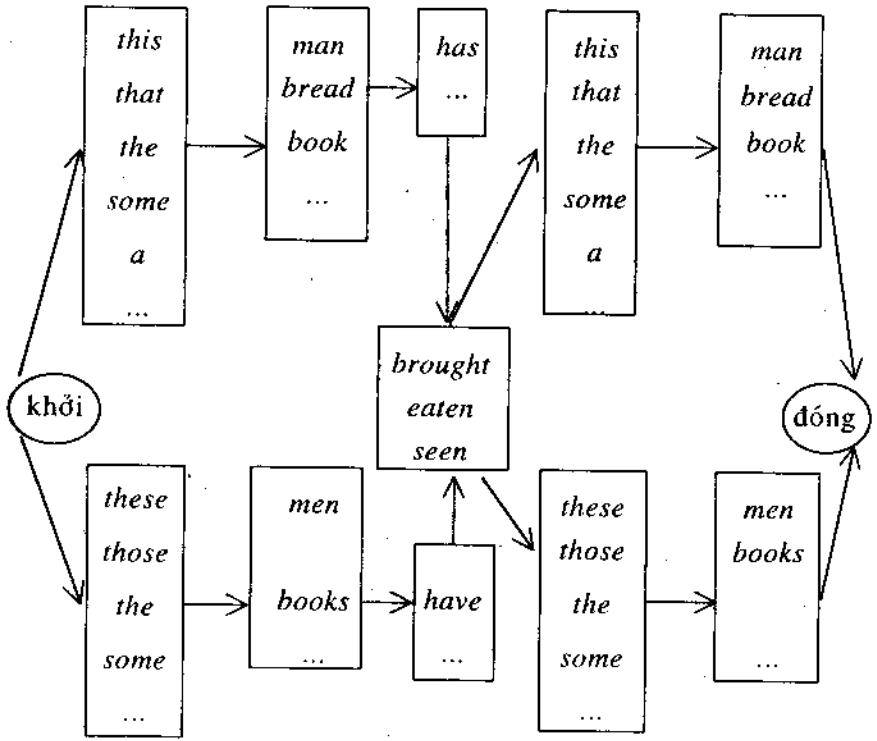 this
that
the
some
a
...
man
bread
book
...
has
...
this
that
the
some
a
...
man
bread
book
...
khởi
brought
eaten
seen
đóng
these
those
the
some
...
men
books
...
have
...
these
those
the
some
...
men
books
...